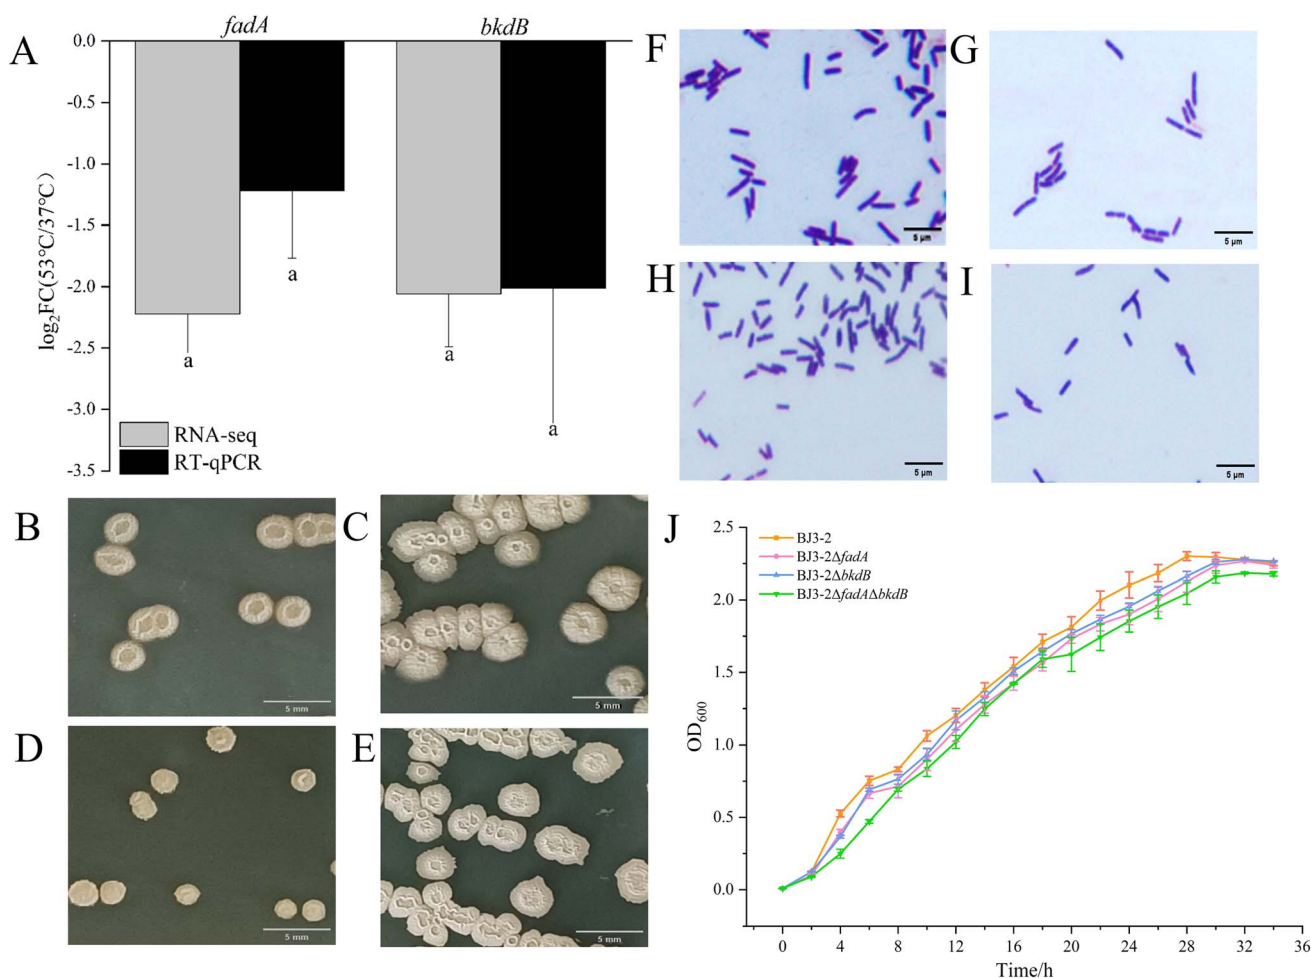 A
fadA
bkdB
0.0
-0.5
-1.0
-1.5
-2.0
-2.5
-3.0
-3.5
log₂FC(53°C/37°C)
a
a
a
a
RNA-seq
RT-qPCR
B
5 mm
C
5 mm
D
5 mm
E
5 mm
F
5 μm
G
5 μm
H
5 μm
I
5 μm
J
2.5
2.0
1.5
1.0
0.5
0.0
OD₆₀₀
BJ3-2
BJ3-2ΔfadA
BJ3-2ΔbkdB
BJ3-2ΔfadAΔbkdB
0 4 8 12 16 20 24 28 32 36
Time/h